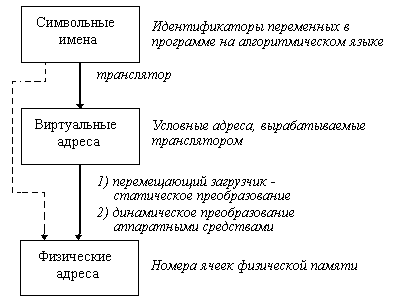 Символьные
имена
Идентификаторы переменных в
программе на алгоритмическом языке
транслятор
Виртуальные
адреса
Условные адреса, вырабатываемые
транслятором
1) перемещающий загрузчик -
статическое преобразование
2) динамическое преобразование
аппаратными средствами
Физические
адреса
Номера ячеек физической памяти